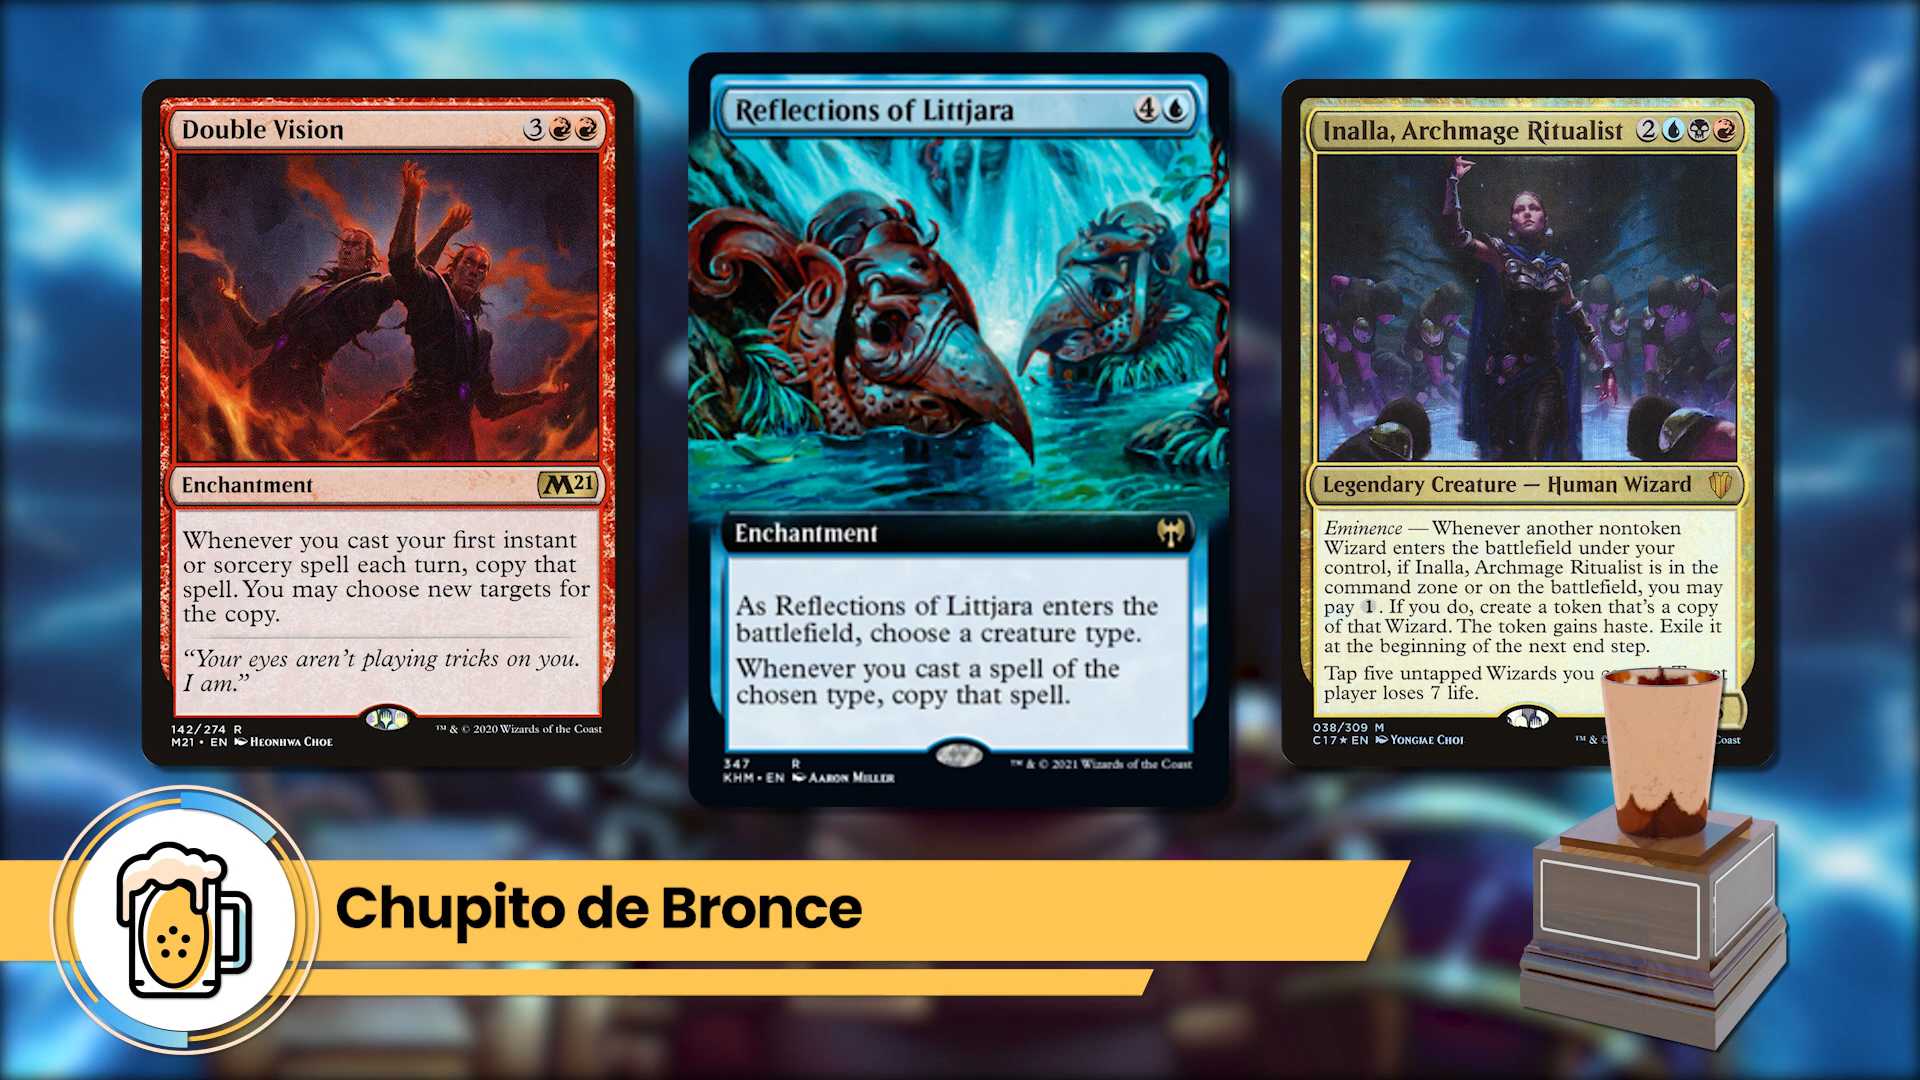 Double Vision
3
Enchantment
M21
Whenever you cast your first instant
or sorcery spell each turn, copy that
spell. You may choose new targets for
the copy.
“Your eyes aren’t playing tricks on you.
I am.”
142/274 R
M21 • EN Heonhwa Choe
™ & © 2020 Wizards of the Coast
Reflections of Littjara
4
Enchantment
As Reflections of Littjara enters the
battlefield, choose a creature type.
Whenever you cast a spell of the
chosen type, copy that spell.
347 R
KHM • EN Aaron Miller
™ & © 2021 Wizards of the Coast
Inalla, Archmage Ritualist
2
Legendary Creature — Human Wizard
Eminence — Whenever another nontoken
Wizard enters the battlefield under your
control, if Inalla, Archmage Ritualist is in the
command zone or on the battlefield, you may
pay 1. If you do, create a token that’s a copy
of that Wizard. The token gains haste. Exile it
at the beginning of the next end step.
Tap five untapped Wizards you
player loses 7 life.
038/309 M
C17★EN Yongjae Choi
™ & ©
Coast
Chupito de Bronce